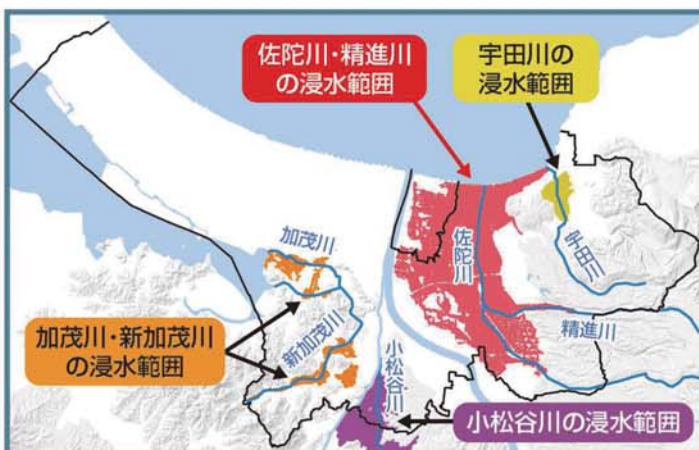 佐陀川・精進川
の浸水範囲
宇田川の
浸水範囲
加茂川
佐陀川
宇田川
精進川
新加茂川
小松谷川
加茂川・新加茂川
の浸水範囲
小松谷川の浸水範囲